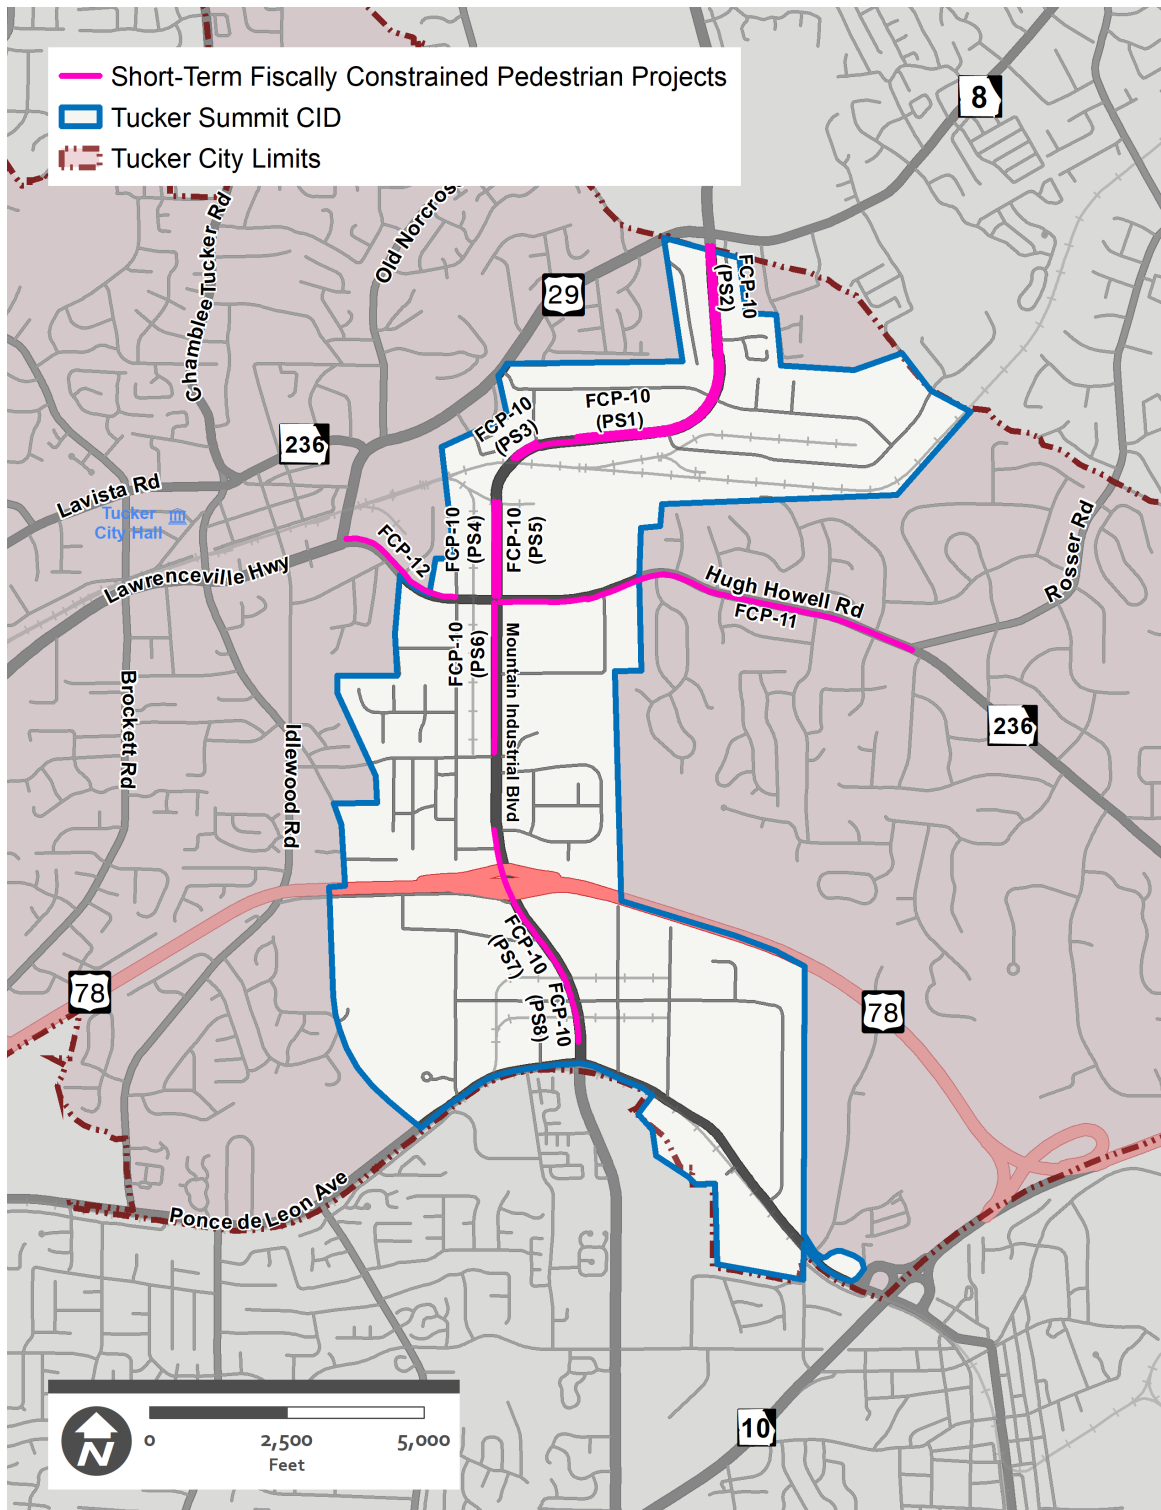 Short-Term Fiscally Constrained Pedestrian Projects
Tucker Summit CID
Tucker City Limits
8
Chamblee Tucker Rd
Old Norcros
29
FCP-10
(PS2)
FCP-10
(PS1)
FCP-10
(PS3)
236
Lavista Rd
Tucker
City Hall
FCP-10
(PS4)
FCP-10
(PS5)
FCP-12
Lawrenceville Hwy
Hugh Howell Rd
FCP-11
Rosser Rd
FCP-10
(PS6)
Mountain Industrial Blvd
Brockett Rd
Idlewood Rd
236
FCP-10
(PS7)
FCP-10
(PS8)
78
78
Ponce de Leon Ave
10
N
0
2,500
5,000
Feet